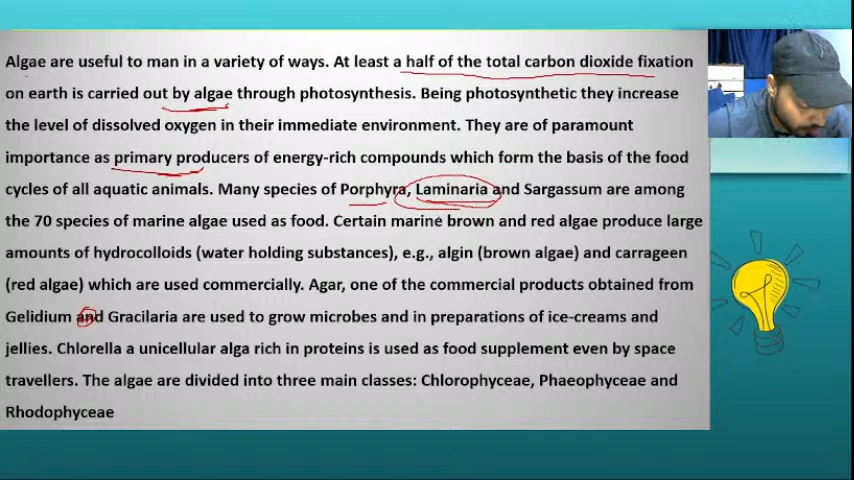 Algae are useful to man in a variety of ways. At least a half of the total carbon dioxide fixation
on earth is carried out by algae through photosynthesis. Being photosynthetic they increase
the level of dissolved oxygen in their immediate environment. They are of paramount
importance as primary producers of energy-rich compounds which form the basis of the food
cycles of all aquatic animals. Many species of Porphyra, Laminaria and Sargassum are among
the 70 species of marine algae used as food. Certain marine brown and red algae produce large
amounts of hydrocolloids (water holding substances), e.g., algin (brown algae) and carrageen
(red algae) which are used commercially. Agar, one of the commercial products obtained from
Gelidium and Gracilaria are used to grow microbes and in preparations of ice-creams and
jellies. Chlorella a unicellular alga rich in proteins is used as food supplement even by space
travellers. The algae are divided into three main classes: Chlorophyceae, Phaeophyceae and
Rhodophyceae